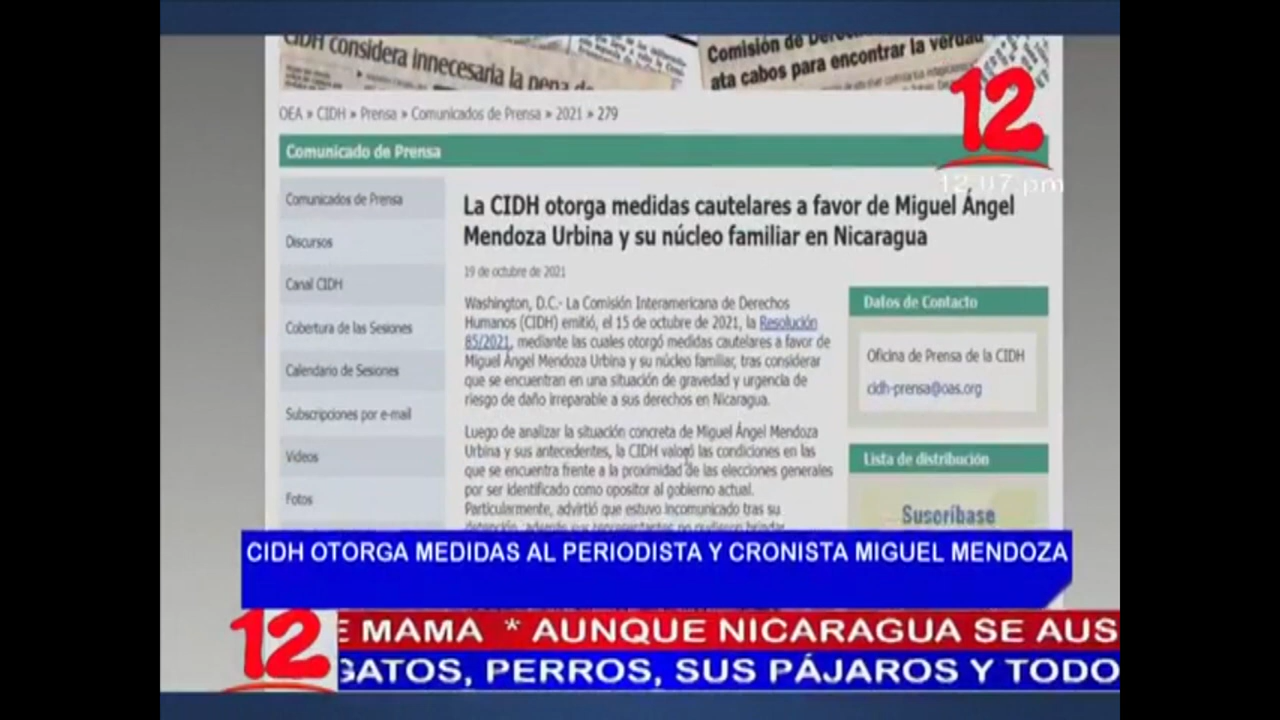 CIDH considera innecesaria la pena de
Comisión de
ata cabos para encontrar la verdad
OEA » CIDH » Prensa » Comunicados de Prensa » 2021 » 279
12
12:07 pm
Comunicado de Prensa
Comunicados de Prensa
Discursos
Canal CIDH
Cobertura de las Sesiones
Calendario de Sesiones
Subscripciones por e-mail
Videos
Fotos
La CIDH otorga medidas cautelares a favor de Miguel Ángel
Mendoza Urbina y su núcleo familiar en Nicaragua
19 de octubre de 2021
Washington, D.C.- La Comisión Interamericana de Derechos
Humanos (CIDH) emitió, el 15 de octubre de 2021, la Resolución
85/2021, mediante las cuales otorgó medidas cautelares a favor de
Miguel Ángel Mendoza Urbina y su núcleo familiar, tras considerar
que se encuentran en una situación de gravedad y urgencia de
riesgo de daño irreparable a sus derechos en Nicaragua.
Luego de analizar la situación concreta de Miguel Ángel Mendoza
Urbina y sus antecedentes, la CIDH valoró las condiciones en las
que se encuentra frente a la proximidad de las elecciones generales
por ser identificado como opositor al gobierno actual.
Particularmente, advirtió que estuvo incomunicado tras su
detención, además sus representantes no pudieron brindar
Datos de Contacto
Oficina de Prensa de la CIDH
cidh-prensa@oas.org
Lista de distribución
Suscríbase
CIDH OTORGA MEDIDAS AL PERIODISTA Y CRONISTA MIGUEL MENDOZA
12
E MAMA * AUNQUE NICARAGUA SE AUS
GATOS, PERROS, SUS PÁJAROS Y TODO